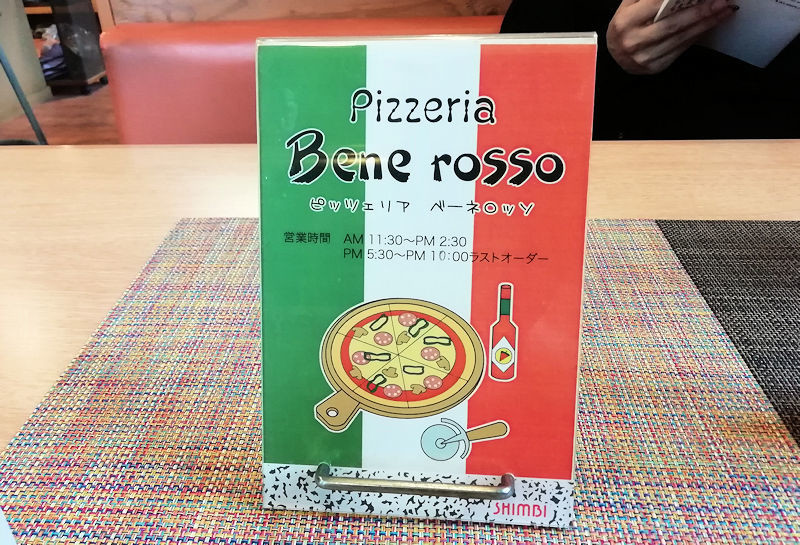 Pizzeria
Bene rosso
ピッツェリア ベーネロッソ
営業時間 AM 11:30〜PM 2:30
PM 5:30〜PM 10:00ラストオーダー
SHIMBI